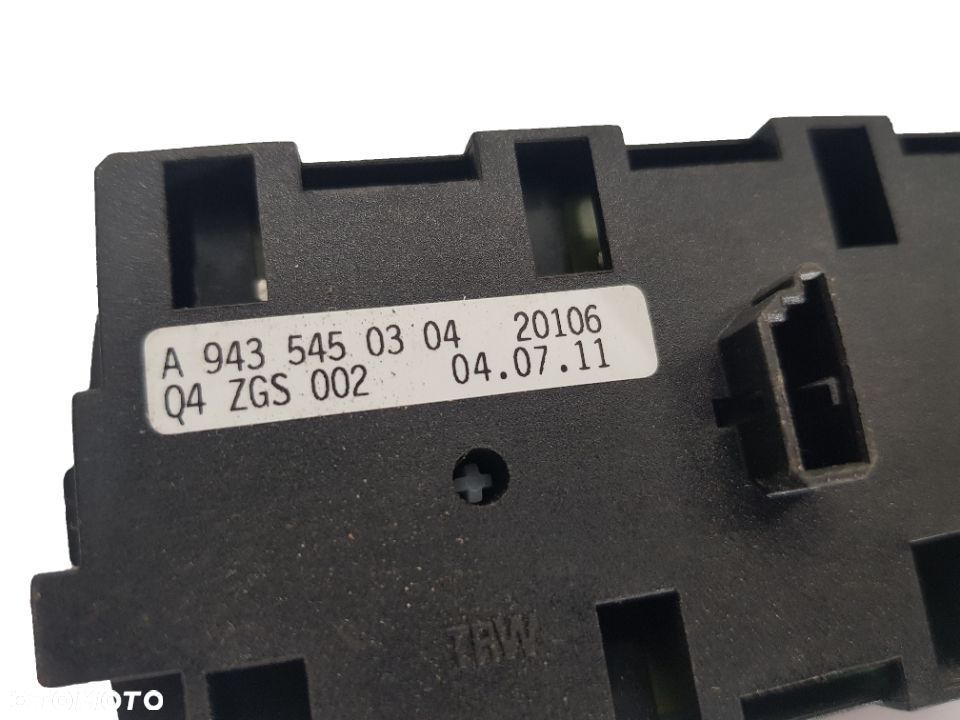 A 943 545 03 04 20106
Q4 ZGS 002 04.07.11
TRW
OTOMOTO